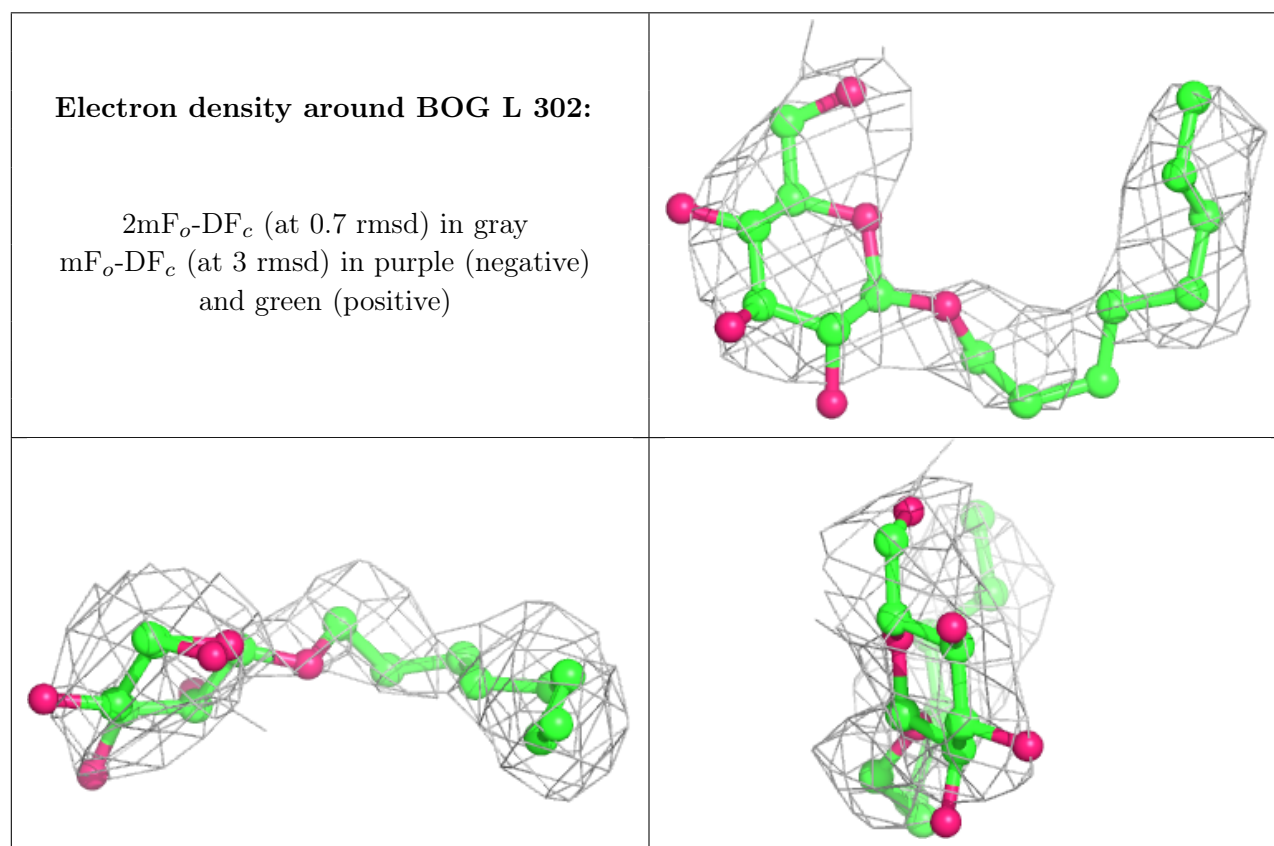 Electron density around BOG L 302:
2mF$_o$-DF$_c$ (at 0.7 rmsd) in gray
mF$_o$-DF$_c$ (at 3 rmsd) in purple (negative)
and green (positive)